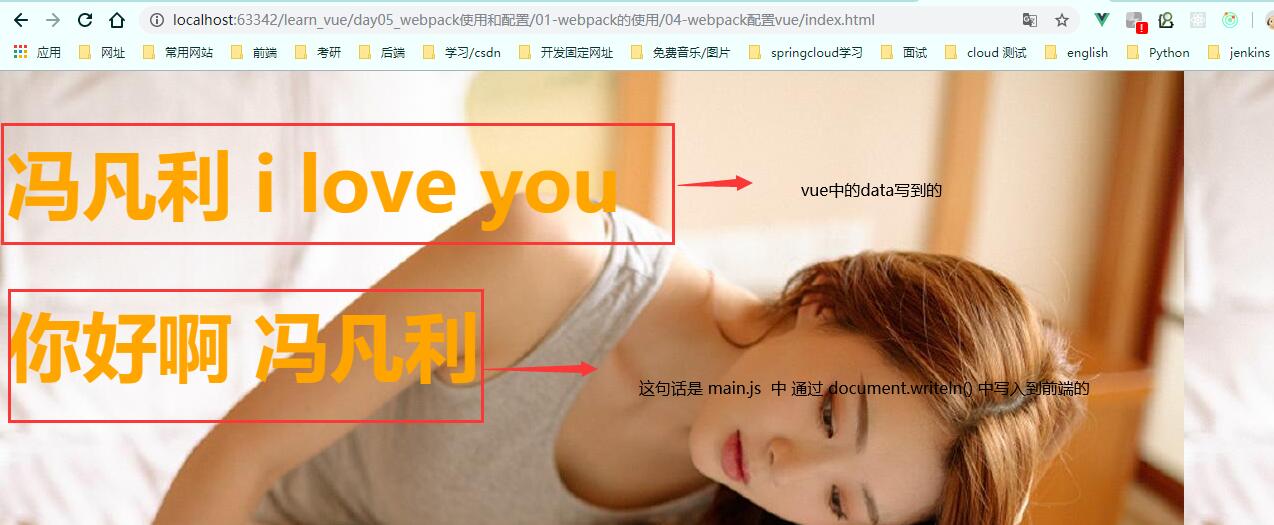 localhost:63342/learn_vue/day05_webpack使用和配置/01-webpack的使用/04-webpack配置vue/index.html
应用 网址 常用网站 前端 考研 后端 学习/csdn 开发固定网址 免费音乐/图片 springcloud学习 面试 cloud 测试 english Python jenkins
冯凡利 i love you
vue中的data写到的
你好啊 冯凡利
这句话是 main.js 中 通过 document.writeln() 中写入到前端的